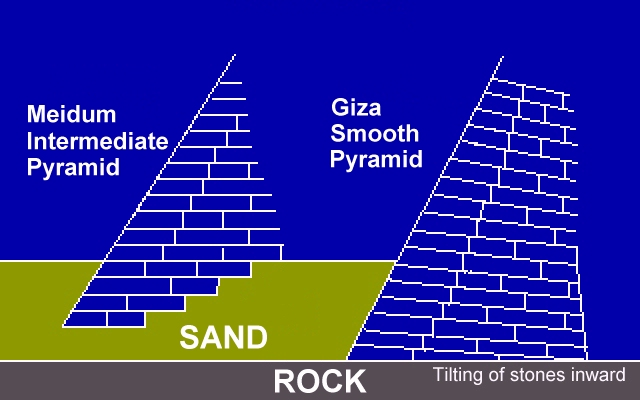 Meidum
Intermediate
Pyramid
Giza
Smooth
Pyramid
SAND
ROCK
Tilting of stones inward